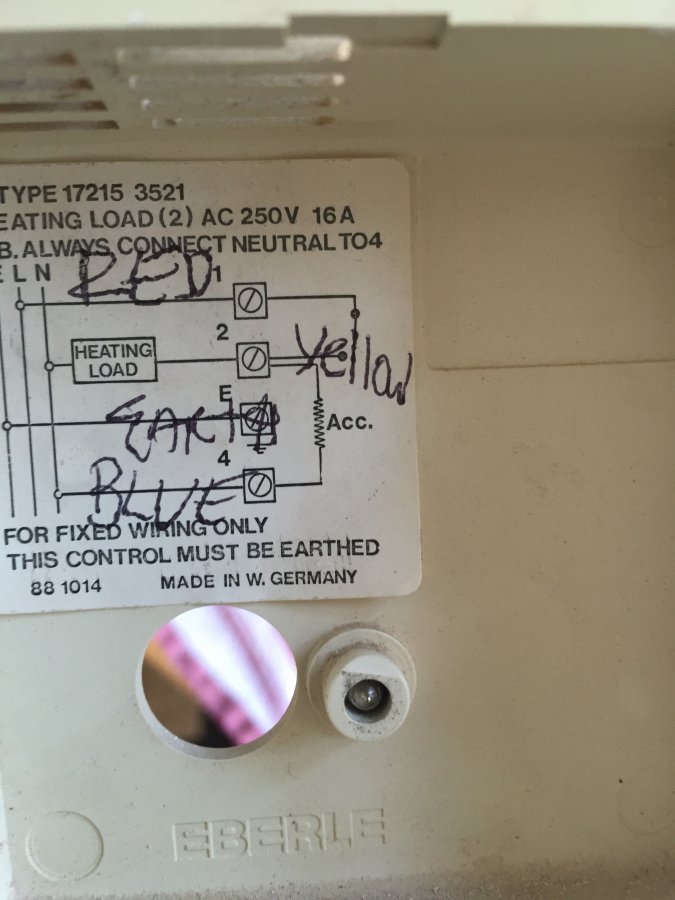 TYPE 17215 3521
EATING LOAD (2) AC 250V 16A
B. ALWAYS CONNECT NEUTRAL TO 4
E L N RED 1
2
HEATING LOAD Yellow
E
EARTH Acc.
4
BLUE
FOR FIXED WIRING ONLY
THIS CONTROL MUST BE EARTHED
88 1014 MADE IN W. GERMANY
EBERLE